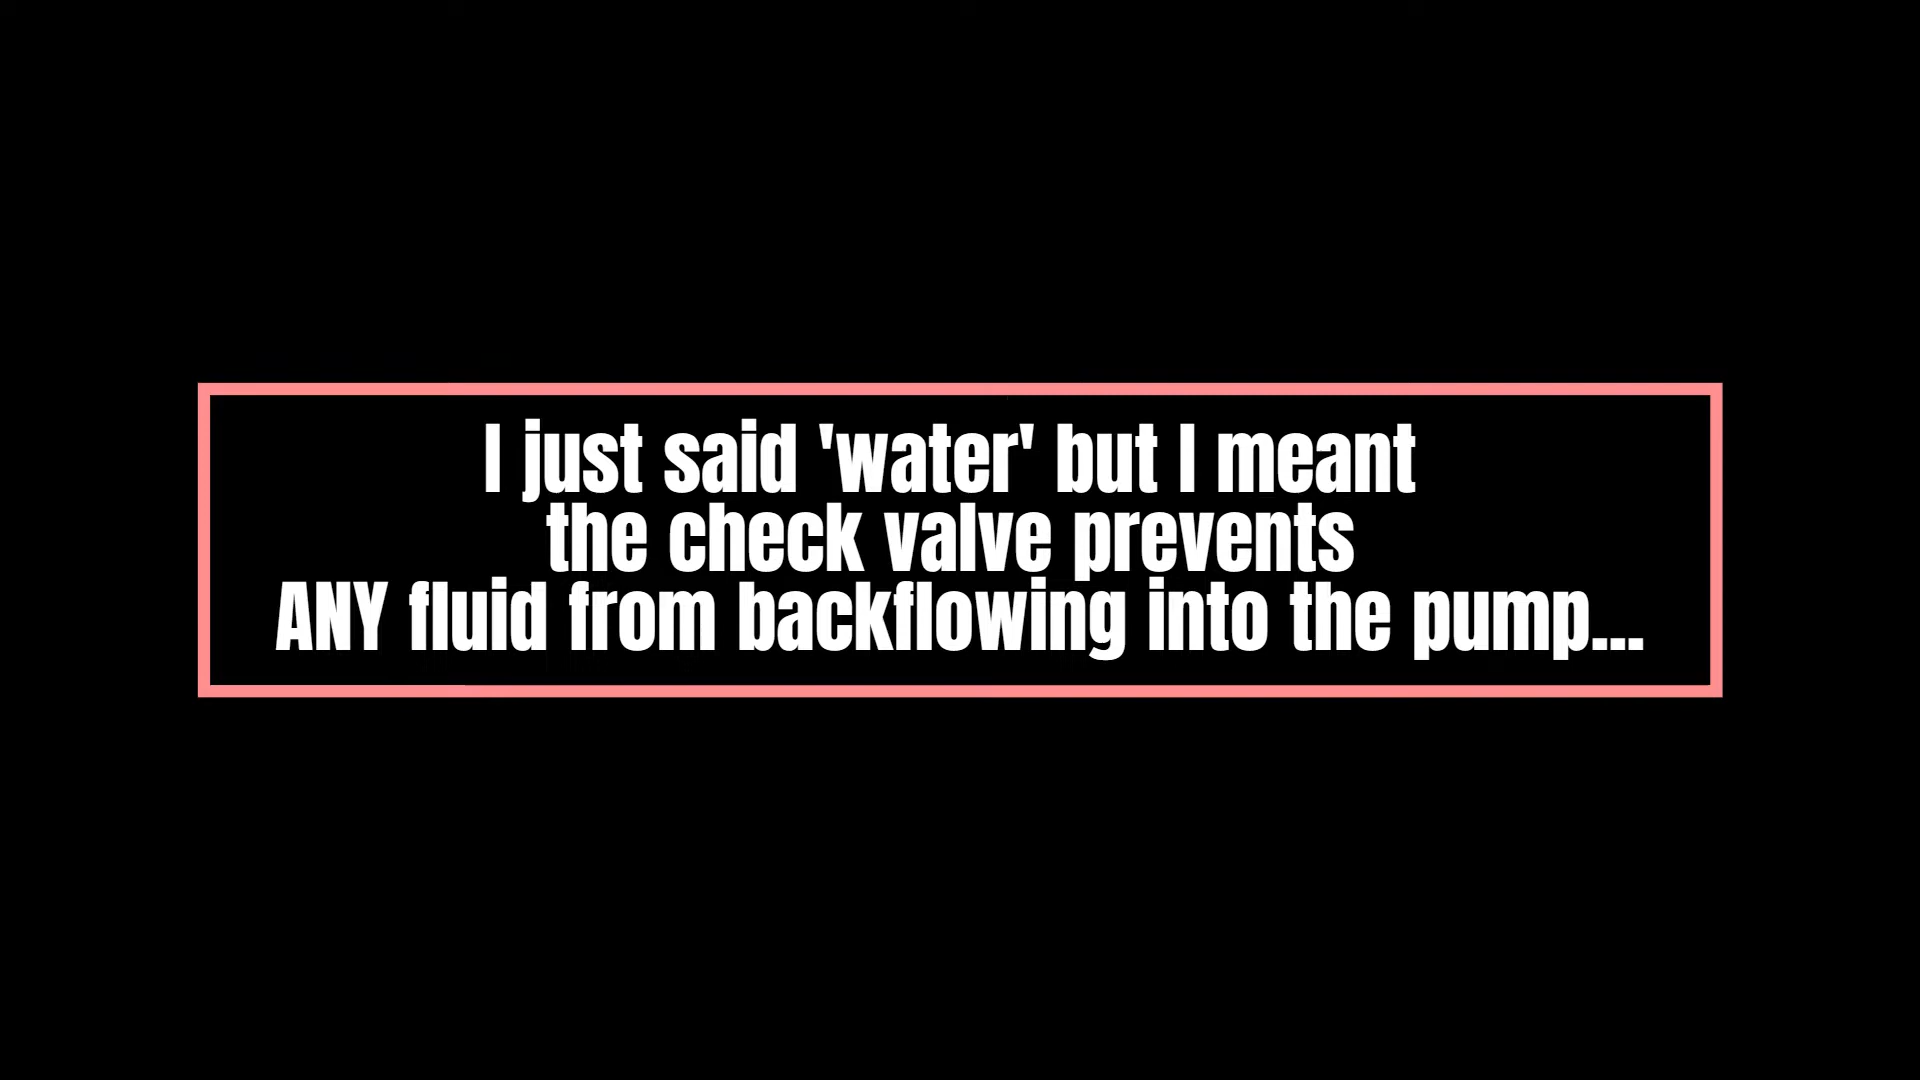 I just said 'water' but I meant
the check valve prevents
ANY fluid from backflowing into the pump...